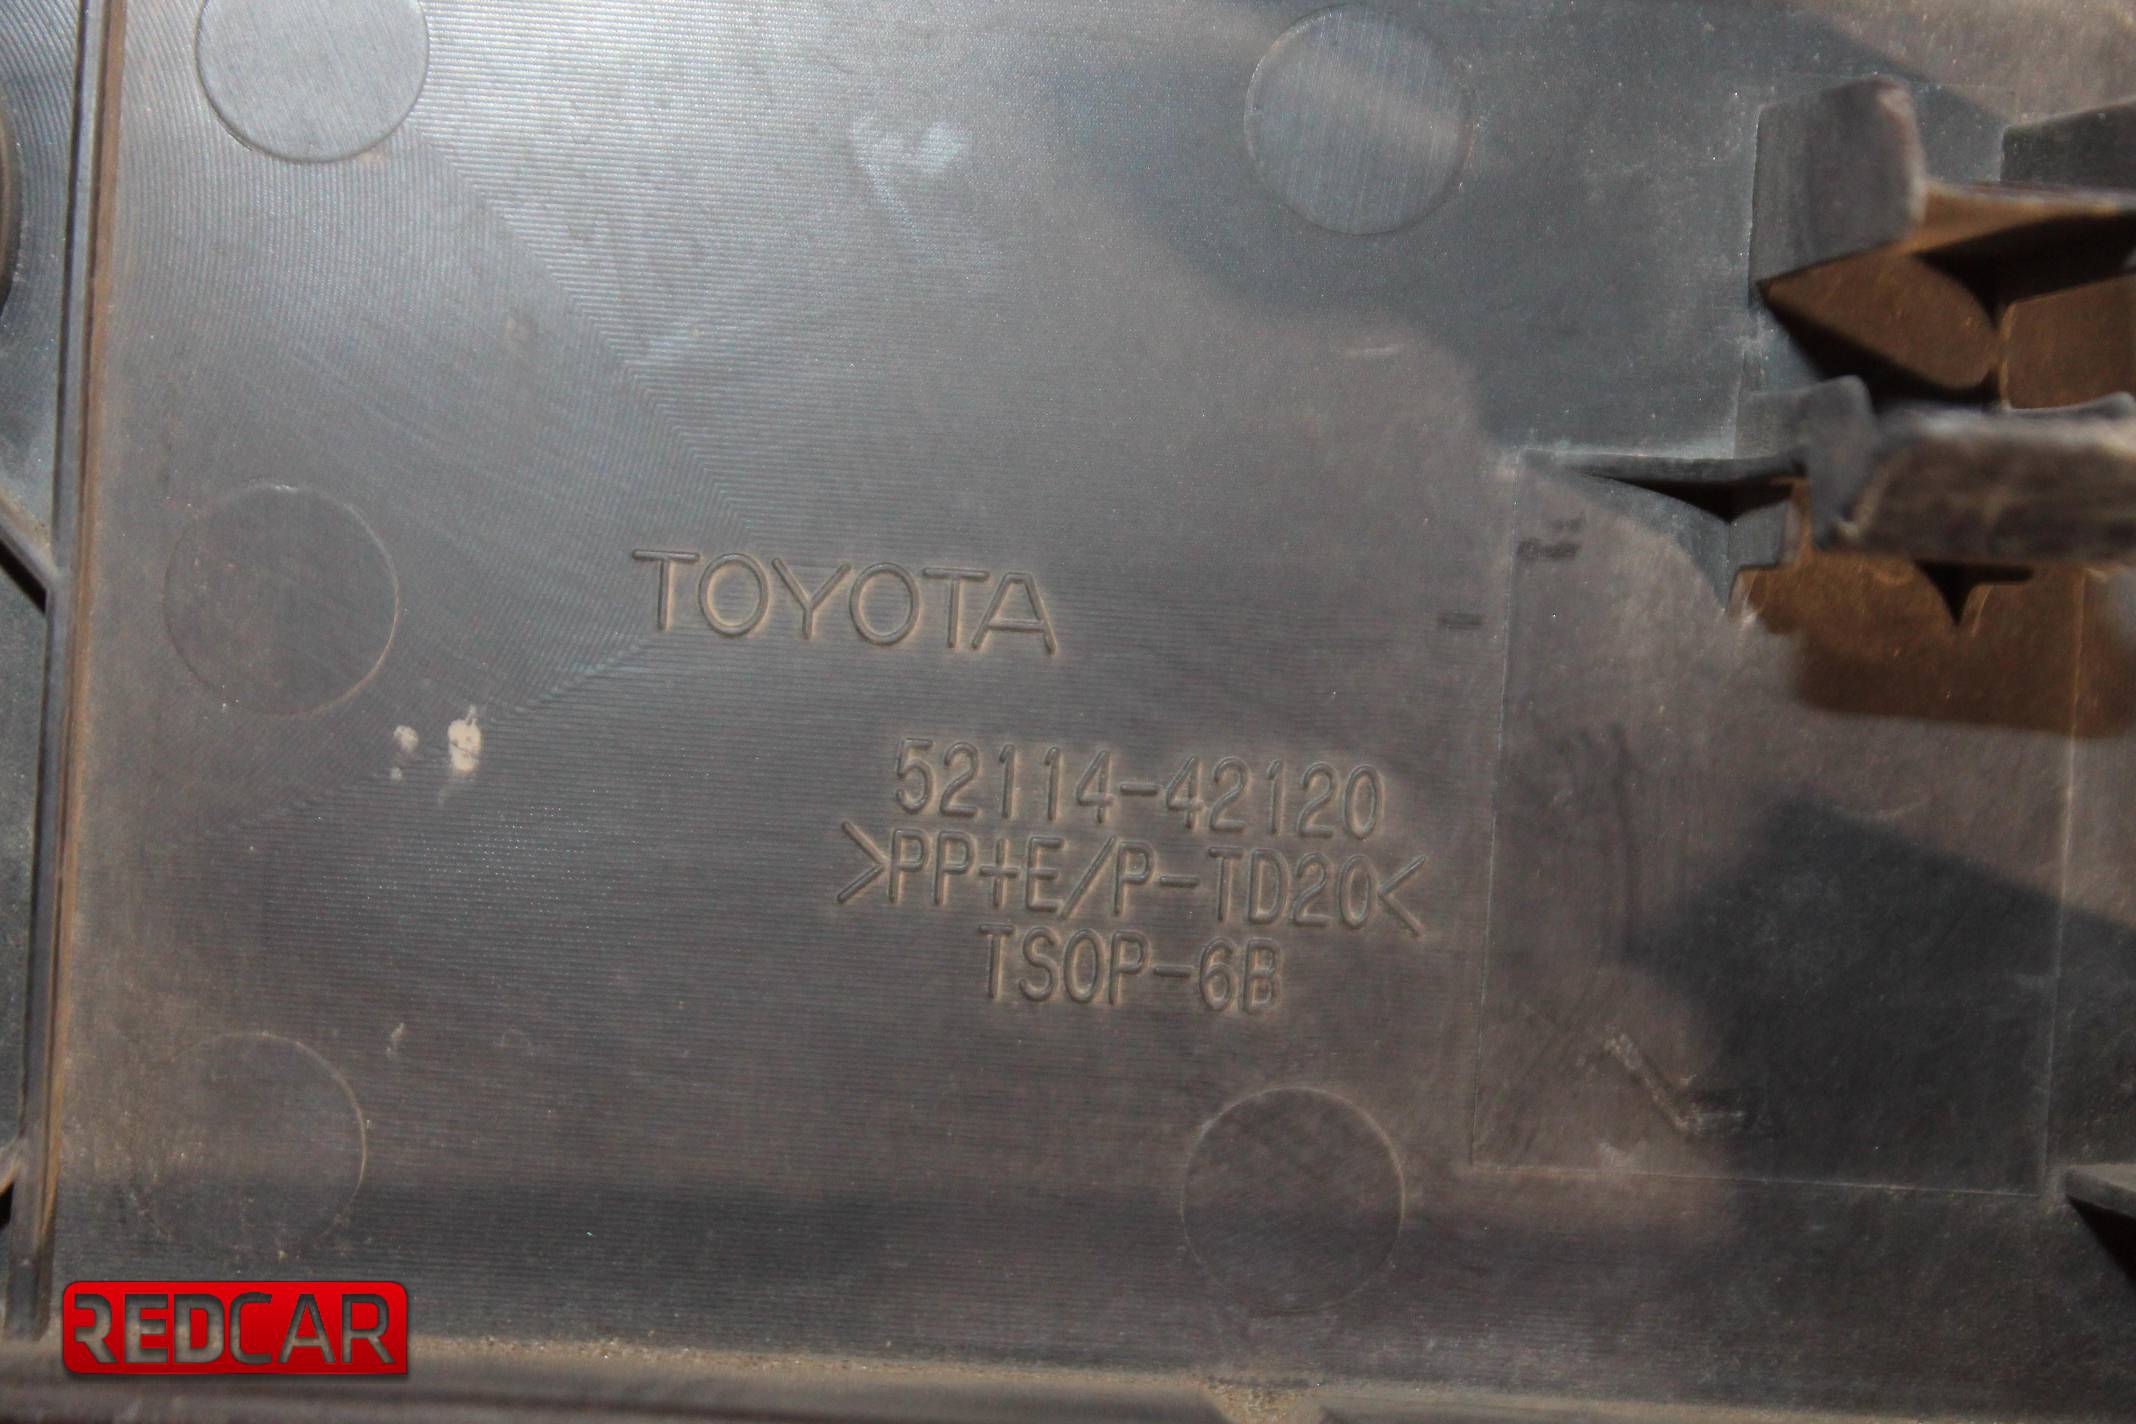 TOYOTA
52114-42120
>PP+E/P-TD20<
TSOP-6B
REDCAR